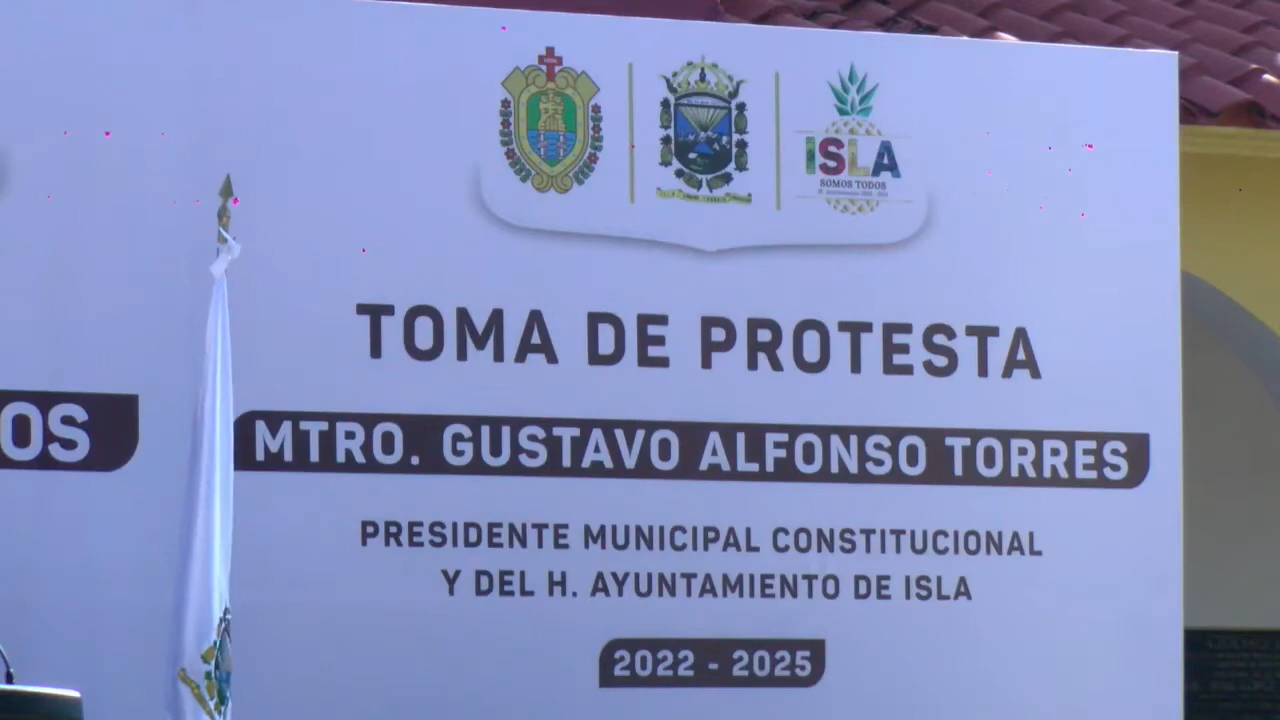 ISLA
SOMOS TODOS
TOMA DE PROTESTA
OS
MTRO. GUSTAVO ALFONSO TORRES
PRESIDENTE MUNICIPAL CONSTITUCIONAL
Y DEL H. AYUNTAMIENTO DE ISLA
2022 - 2025